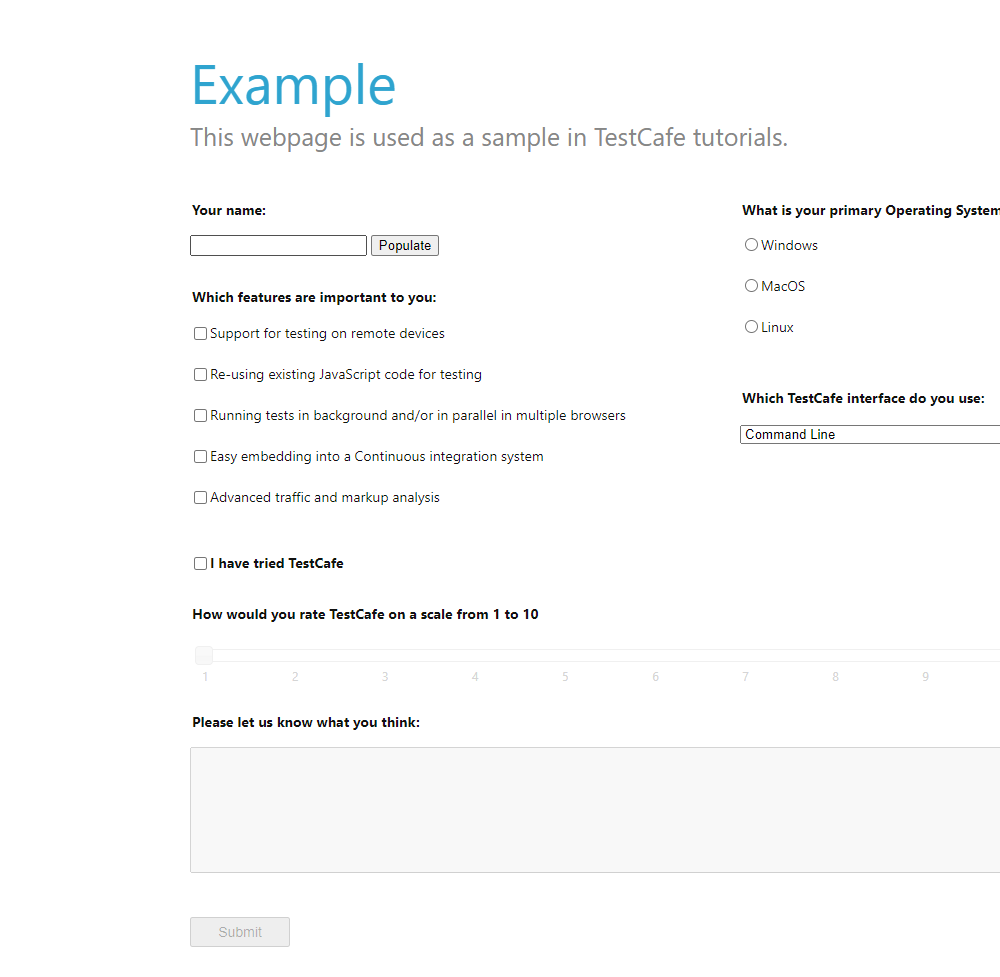 Example
This webpage is used as a sample in TestCafe tutorials.
Your name:
Populate
Which features are important to you:
Support for testing on remote devices
Re-using existing JavaScript code for testing
Running tests in background and/or in parallel in multiple browsers
Easy embedding into a Continuous integration system
Advanced traffic and markup analysis
What is your primary Operating System
Windows
MacOS
Linux
Which TestCafe interface do you use:
Command Line
I have tried TestCafe
How would you rate TestCafe on a scale from 1 to 10
1 2 3 4 5 6 7 8 9
Please let us know what you think:
Submit